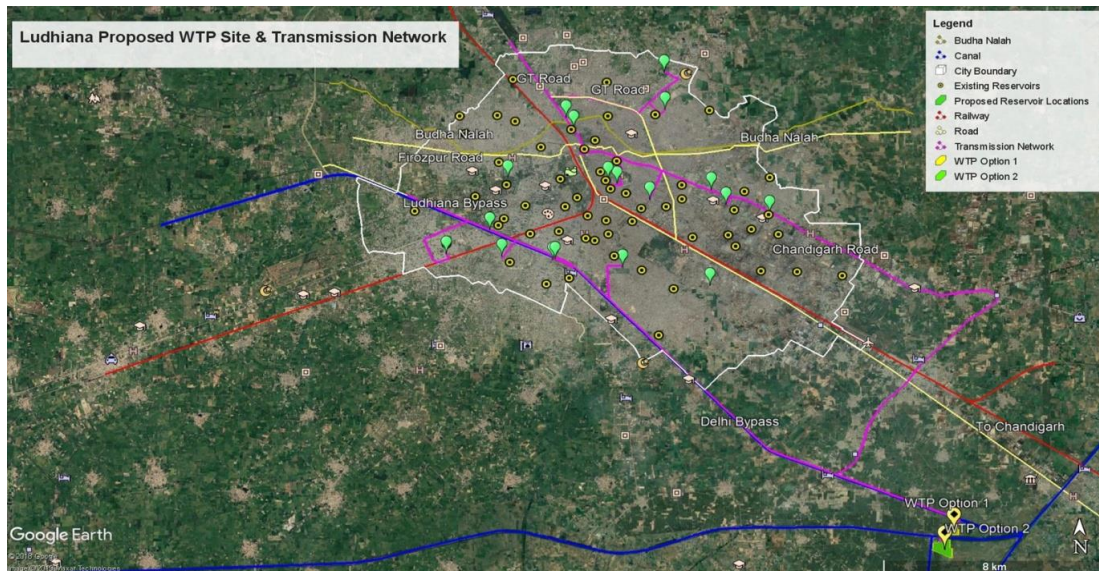 Ludhiana Proposed WTP Site & Transmission Network
Legend
Budha Nalah
Canal
City Boundary
Existing Reservoirs
Proposed Reservoir Locations
Railway
Road
Transmission Network
WTP Option 1
WTP Option 2
GT Road
GT Road
Budha Nalah
Budha Nalah
Firozpur Road
Ludhiana Bypass
Chandigarh Road
Delhi Bypass
To Chandigarh
WTP Option 1
WTP Option 2
Google Earth
© 2018 Google
8 km
N